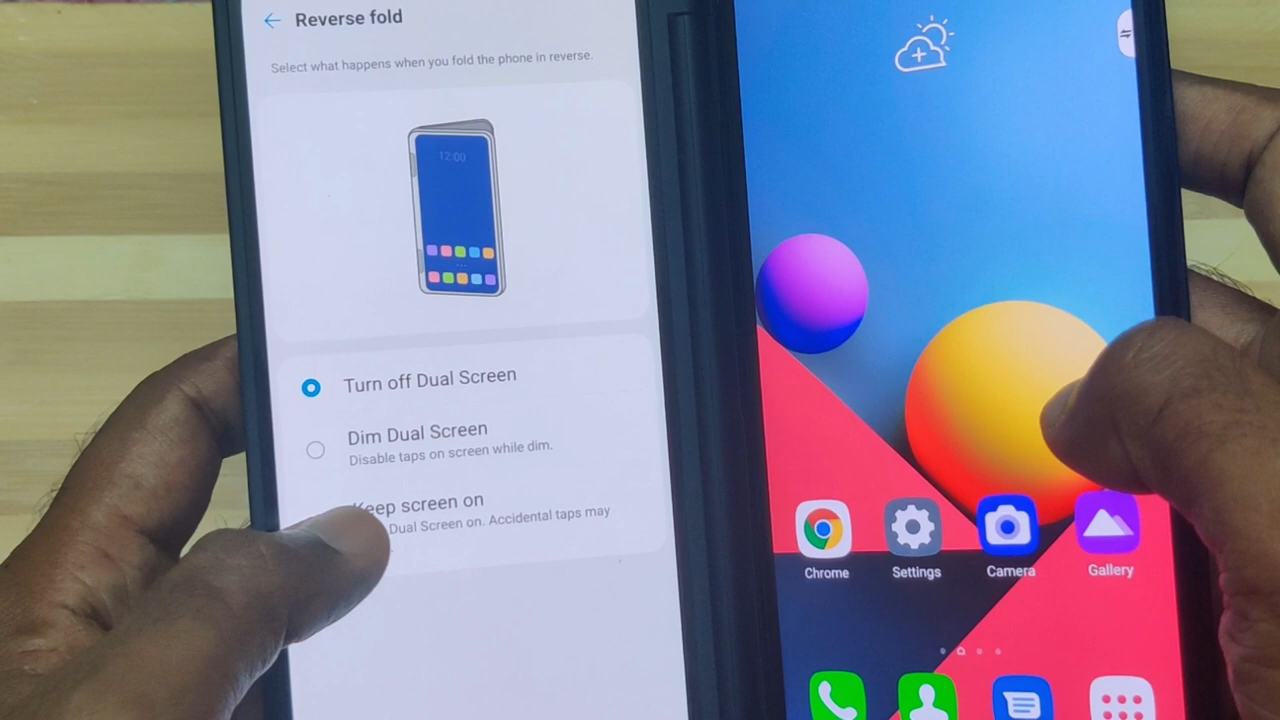 Reverse fold
Select what happens when you fold the phone in reverse.
12:00
Turn off Dual Screen
Dim Dual Screen
Disable taps on screen while dim.
Keep screen on
Dual Screen on. Accidental taps may
Chrome
Settings
Camera
Gallery